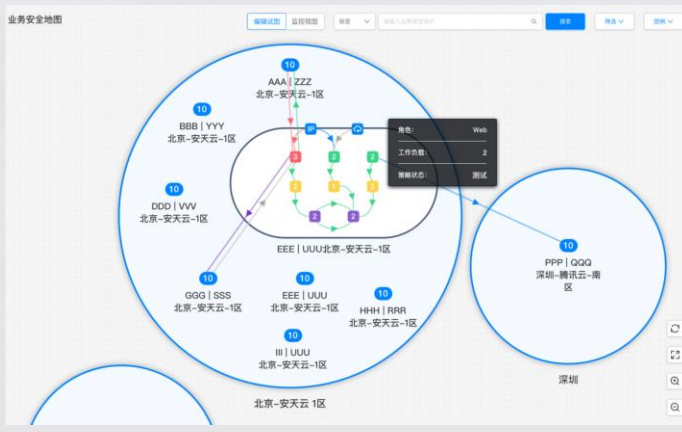 业务安全地图
编辑试图 监控视图 标签 搜索 筛选 图例
10
AAA | ZZZ
北京-安天云-1区
10
BBB | YYY
北京-安天云-1区
IP
3 2 2
角色： Web
工作负载： 2
策略状态： 测试
2 1 2
2 2
10
DDD | VVV
北京-安天云-1区
EEE | UUU北京-安天云-1区
10
PPP | QQQ
深圳-腾讯云-南
区
10
GGG | SSS
北京-安天云-1区
10
EEE | UUU
北京-安天云-1区
10
HHH | RRR
北京-安天云-1区
10
III | UUU
北京-安天云-1区
深圳
北京-安天云 1区